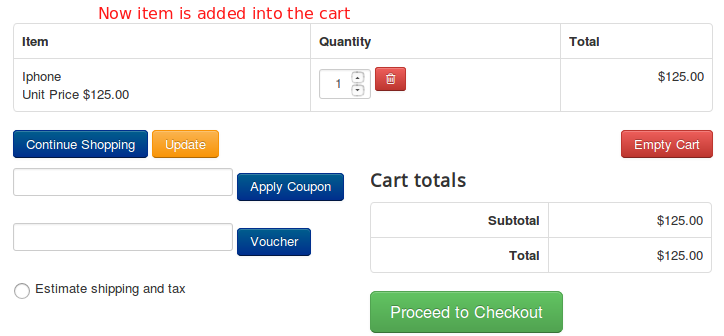 Now item is added into the cart
Item Quantity Total
Iphone 1 $125.00
Unit Price $125.00
Continue Shopping Update Empty Cart
Apply Coupon
Voucher
Estimate shipping and tax
Cart totals
Subtotal $125.00
Total $125.00
Proceed to Checkout